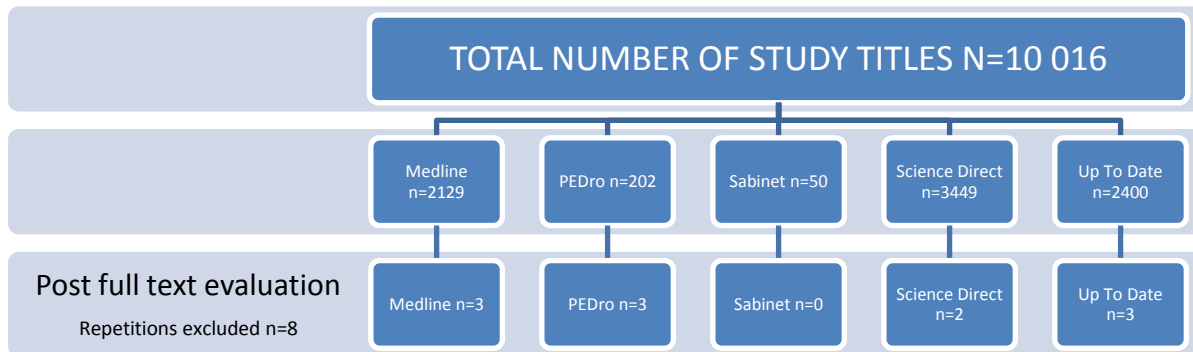 TOTAL NUMBER OF STUDY TITLES N=10 016
Medline
n=2129
PEDro n=202
Sabinet n=50
Science Direct
n=3449
Up To Date
n=2400
Post full text evaluation
Repetitions excluded n=8
Medline n=3
PEDro n=3
Sabinet n=0
Science Direct
n=2
Up To Date
n=3